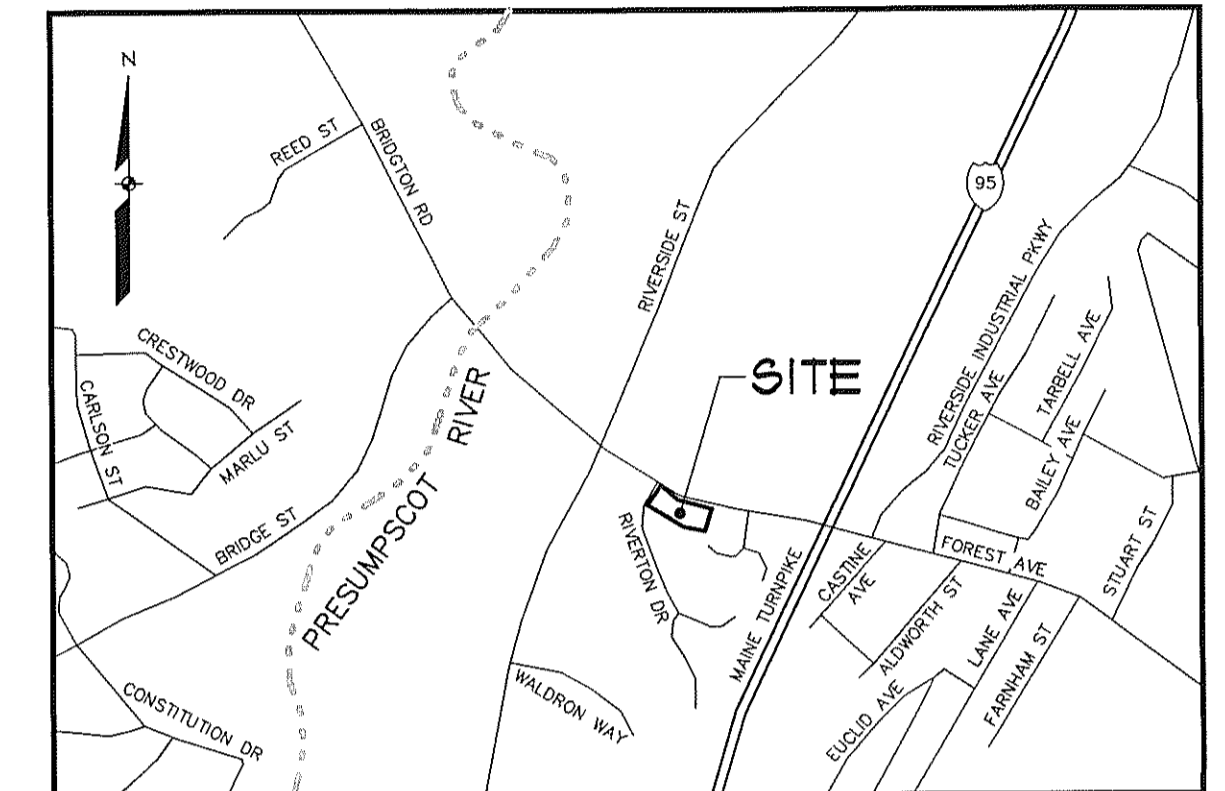 N
REED ST
BRIDGTON RD
RIVERSIDE ST
95
RIVERSIDE INDUSTRIAL PKWY
CRESTWOOD DR
CARLSON ST
MARLU ST
BRIDGE ST
PRESUMPSCOT RIVER
SITE
TUCKER AVE
TARBELL AVE
BAILEY AVE
STUART ST
FOREST AVE
RIVERTON DR
MAINE TURNPIKE
CASTINE
AVE
ALDWORTH ST
LANE AVE
FARNHAM ST
EUCLID AVE
WALDRON WAY
CONSTITUTION DR